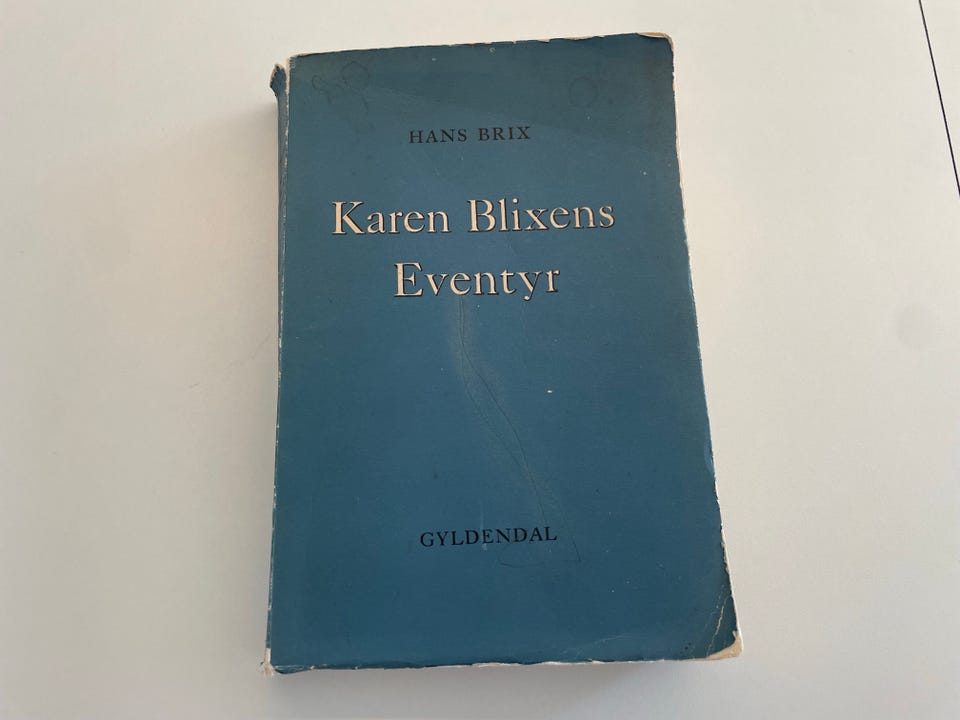 HANS BRIX
Karen Blixens
Eventyr
GYLDENDAL